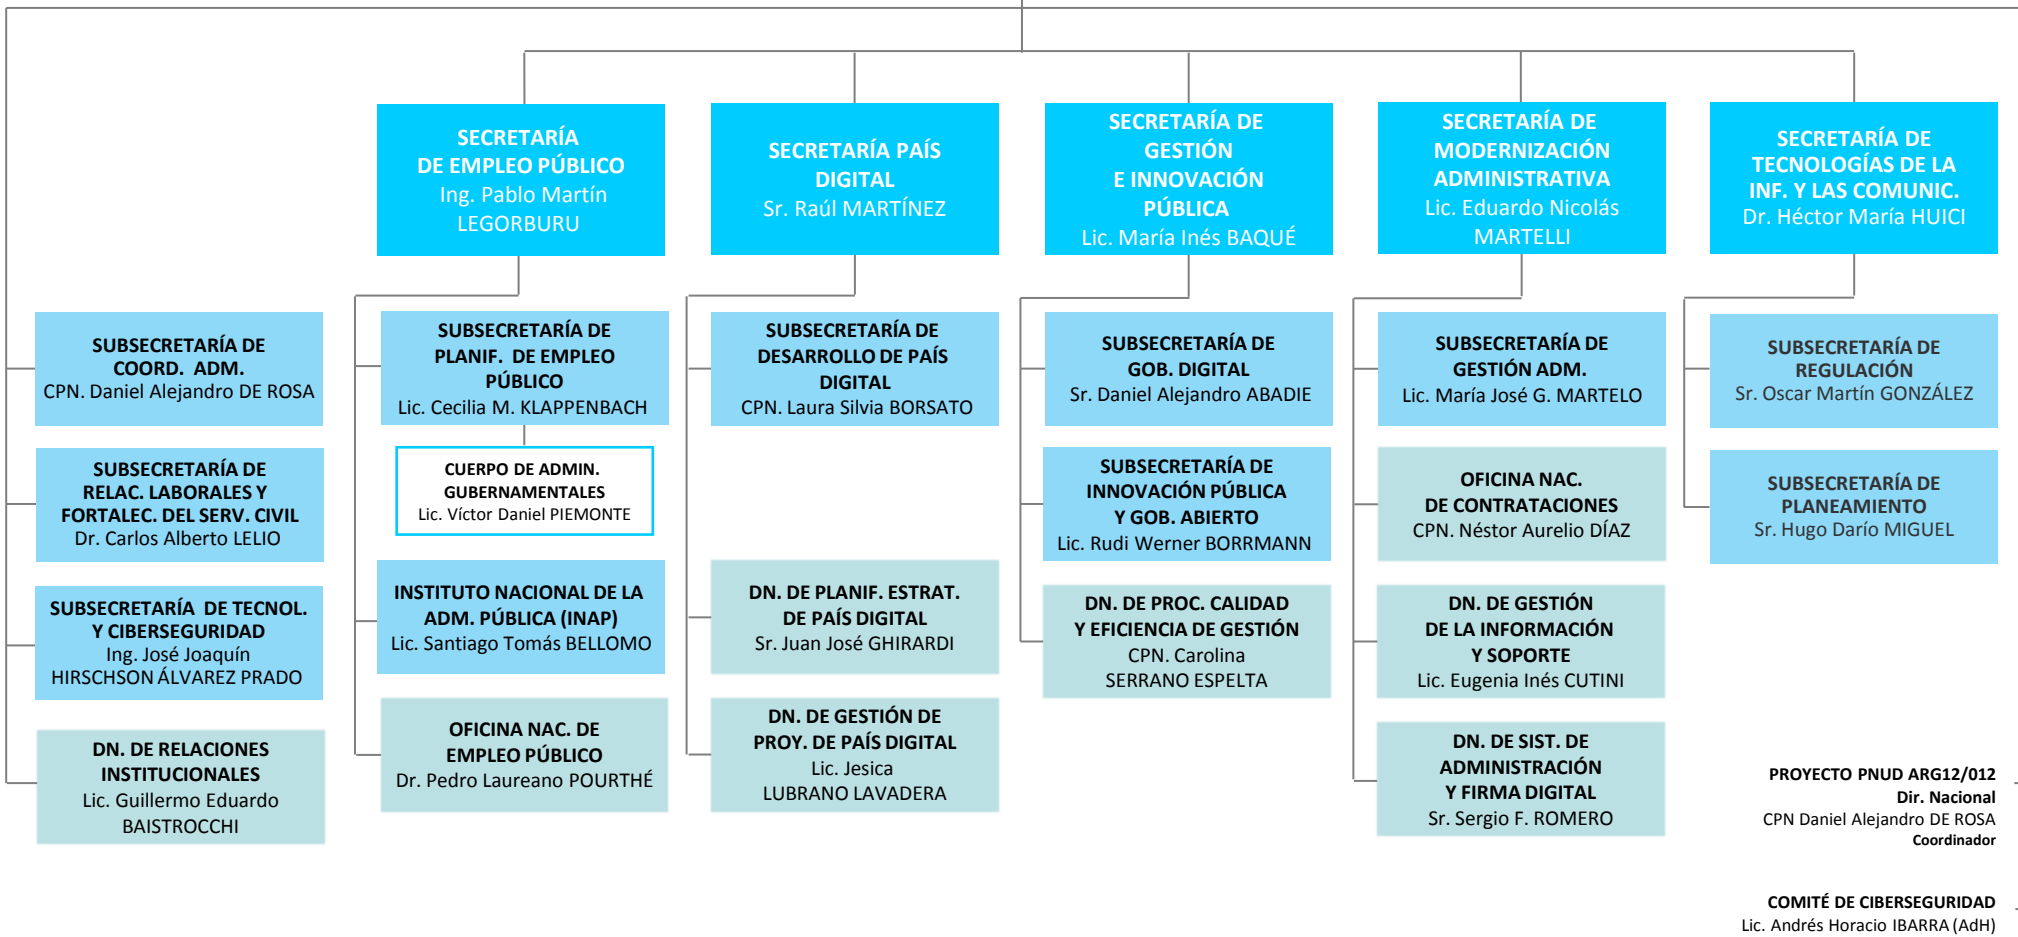 SECRETARÍA
DE EMPLEO PÚBLICO
Ing. Pablo Martín
LEGORBURU
SECRETARÍA PAÍS
DIGITAL
Sr. Raúl MARTÍNEZ
SECRETARÍA DE
GESTIÓN
E INNOVACIÓN
PÚBLICA
Lic. María Inés BAQUÉ
SECRETARÍA DE
MODERNIZACIÓN
ADMINISTRATIVA
Lic. Eduardo Nicolás
MARTELLI
SECRETARÍA DE
TECNOLOGÍAS DE LA
INF. Y LAS COMUNIC.
Dr. Héctor María HUICI
SUBSECRETARÍA DE
COORD. ADM.
CPN. Daniel Alejandro DE ROSA
SUBSECRETARÍA DE
RELAC. LABORALES Y
FORTALEC. DEL SERV. CIVIL
Dr. Carlos Alberto LELIO
SUBSECRETARÍA DE TECNOL.
Y CIBERSEGURIDAD
Ing. José Joaquín
HIRSCHSON ÁLVAREZ PRADO
DN. DE RELACIONES
INSTITUCIONALES
Lic. Guillermo Eduardo
BAISTROCCHI
SUBSECRETARÍA DE
PLANIF. DE EMPLEO
PÚBLICO
Lic. Cecilia M. KLAPPENBACH
CUERPO DE ADMIN.
GUBERNAMENTALES
Lic. Víctor Daniel PIEMONTE
INSTITUTO NACIONAL DE LA
ADM. PÚBLICA (INAP)
Lic. Santiago Tomás BELLOMO
OFICINA NAC. DE
EMPLEO PÚBLICO
Dr. Pedro Laureano POURTHÉ
SUBSECRETARÍA DE
DESARROLLO DE PAÍS
DIGITAL
CPN. Laura Silvia BORSATO
DN. DE PLANIF. ESTRAT.
DE PAÍS DIGITAL
Sr. Juan José GHIRARDI
DN. DE GESTIÓN DE
PROY. DE PAÍS DIGITAL
Lic. Jesica
LUBRANO LAVADERA
SUBSECRETARÍA DE
GOB. DIGITAL
Sr. Daniel Alejandro ABADIE
SUBSECRETARÍA DE
INNOVACIÓN PÚBLICA
Y GOB. ABIERTO
Lic. Rudi Werner BORRMANN
DN. DE PROC. CALIDAD
Y EFICIENCIA DE GESTIÓN
CPN. Carolina
SERRANO ESPELTA
SUBSECRETARÍA DE
GESTIÓN ADM.
Lic. María José G. MARTELO
OFICINA NAC.
DE CONTRATACIONES
CPN. Néstor Aurelio DÍAZ
DN. DE GESTIÓN
DE LA INFORMACIÓN
Y SOPORTE
Lic. Eugenia Inés CUTINI
DN. DE SIST. DE
ADMINISTRACIÓN
Y FIRMA DIGITAL
Sr. Sergio F. ROMERO
SUBSECRETARÍA DE
REGULACIÓN
Sr. Oscar Martín GONZÁLEZ
SUBSECRETARÍA DE
PLANEAMIENTO
Sr. Hugo Darío MIGUEL
PROYECTO PNUD ARG12/012
Dir. Nacional
CPN Daniel Alejandro DE ROSA
Coordinador
COMITÉ DE CIBERSEGURIDAD
Lic. Andrés Horacio IBARRA (AdH)